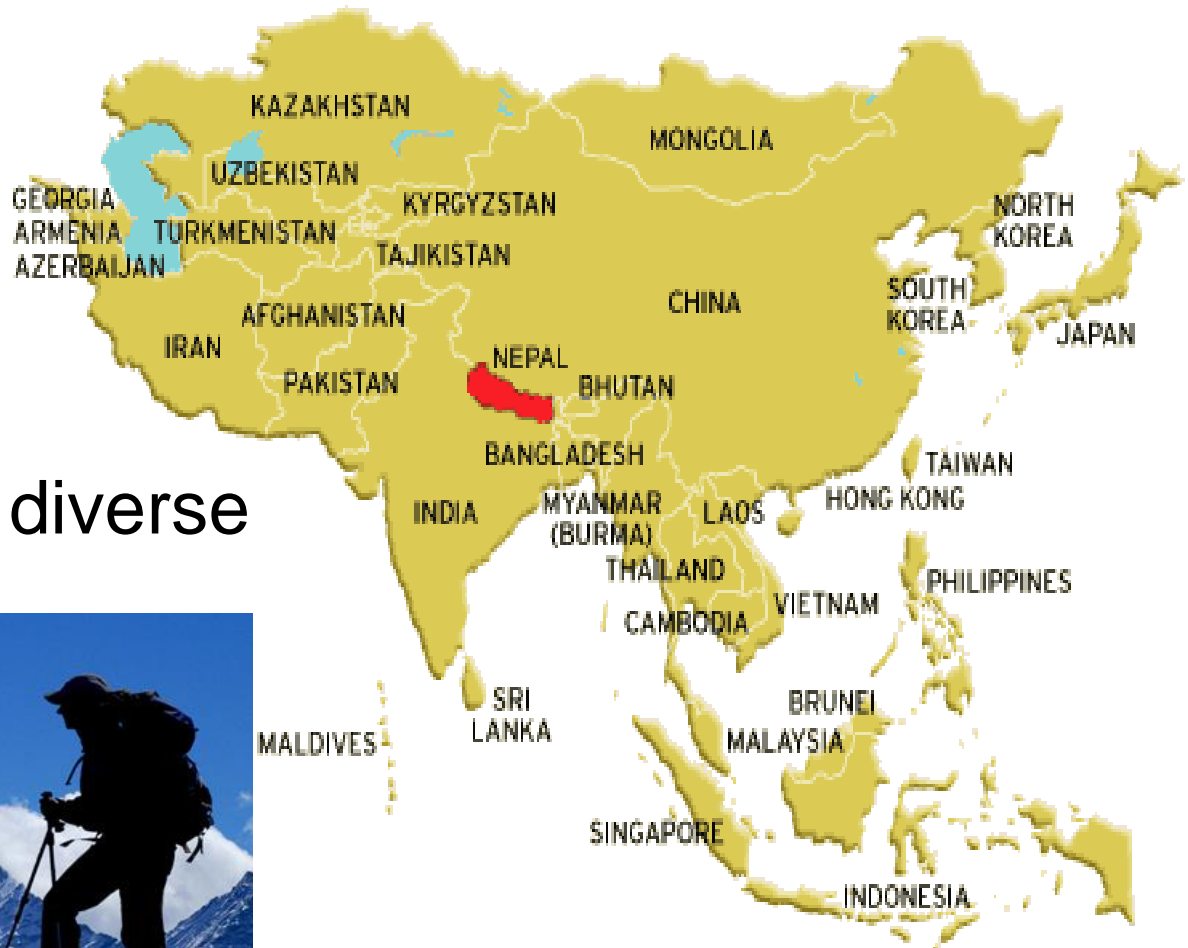 KAZAKHSTAN
MONGOLIA
UZBEKISTAN
GEORGIA
ARMENIA
AZERBAIJAN
TURKMENISTAN
KYRGYZSTAN
TAJIKISTAN
NORTH
KOREA
SOUTH
KOREA
JAPAN
CHINA
AFGHANISTAN
IRAN
PAKISTAN
NEPAL
BHUTAN
BANGLADESH
TAIWAN
HONG KONG
diverse
INDIA
MYANMAR
(BURMA)
LAOS
THAILAND
PHILIPPINES
VIETNAM
CAMBODIA
SRI
LANKA
BRUNEI
MALDIVES
MALAYSIA
SINGAPORE
INDONESIA